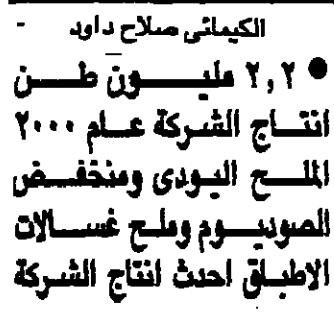 الكيمائى صلاح داود -
● ٢,٢ مليون طن
انتاج الشركة عام ٢٠٠٠
الملح اليودى ومنخفض
الصوديوم وملح غسالات
الاطباق احدث انتاج الشركة